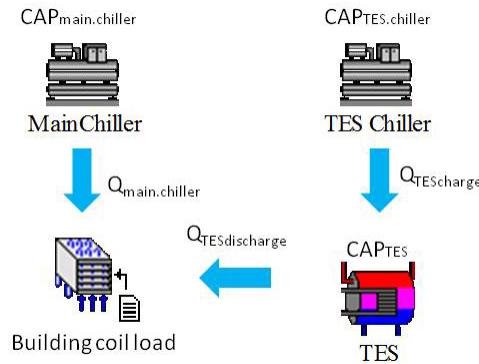 CAPmain.chiller
CAPTES.chiller
MainChiller
TES Chiller
Qmain.chiller
QTEScharge
QTESdischarge
CAPTES
Building coil load
TES